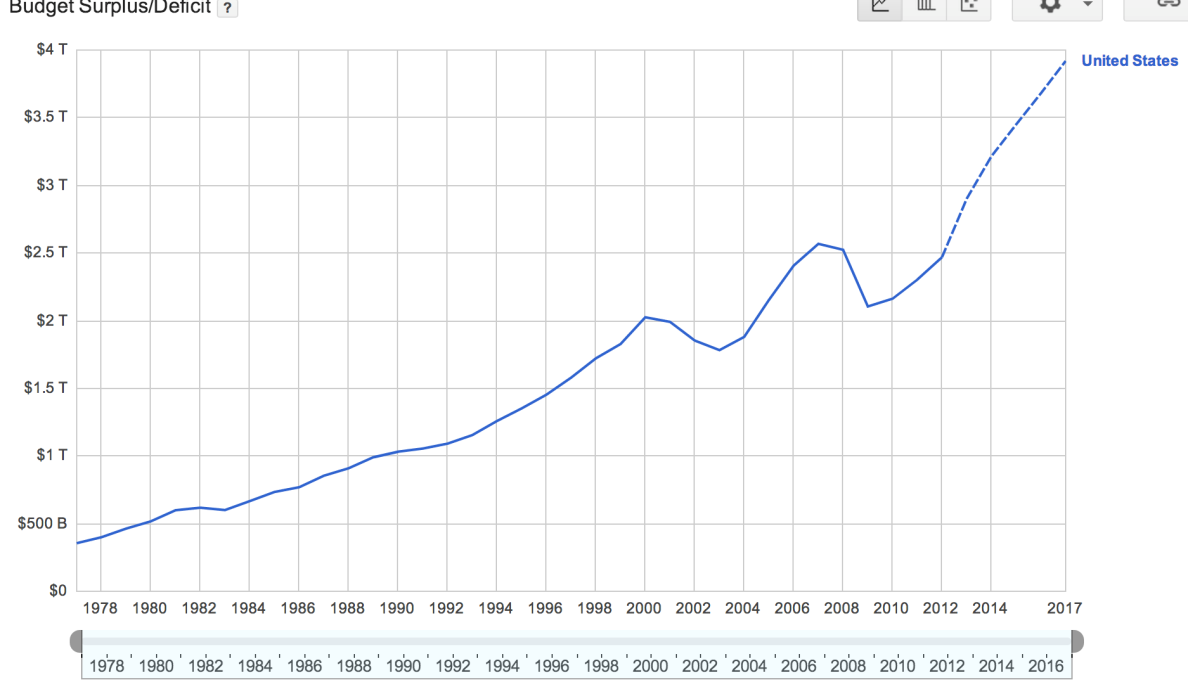 Budget Surplus/Deficit ?
$4 T
United States
$3.5 T
$3 T
$2.5 T
$2 T
$1.5 T
$1 T
$500 B
$0
1978 1980 1982 1984 1986 1988 1990 1992 1994 1996 1998 2000 2002 2004 2006 2008 2010 2012 2014 2017
1978 1980 1982 1984 1986 1988 1990 1992 1994 1996 1998 2000 2002 2004 2006 2008 2010 2012 2014 2016